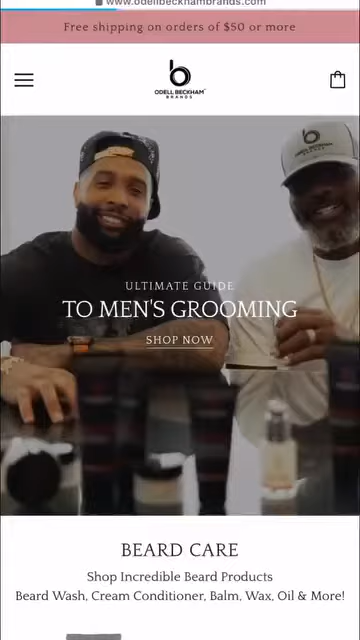 www.odellbeckhambrands.com
Free shipping on orders of $50 or more
ODELL BECKHAM
BRANDS
ULTIMATE GUIDE
TO MEN'S GROOMING
SHOP NOW
BEARD CARE
Shop Incredible Beard Products
Beard Wash, Cream Conditioner, Balm, Wax, Oil & More!